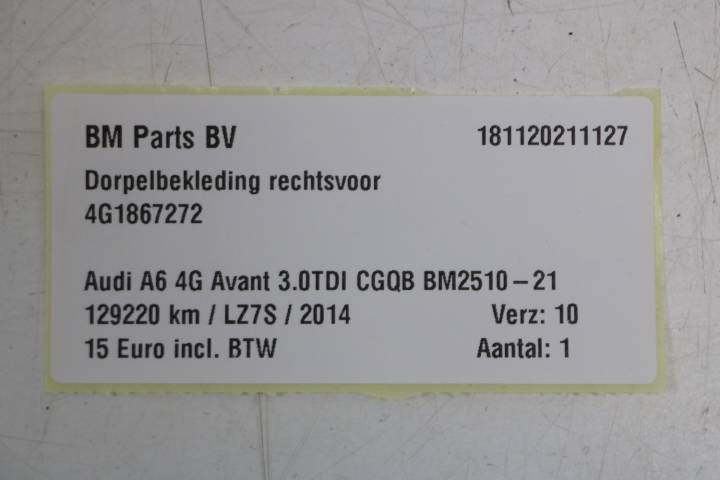 BM Parts BV 181120211127
Dorpelbekleding rechtsvoor
4G1867272
Audi A6 4G Avant 3.0TDI CGQB BM2510-21
129220 km / LZ7S / 2014 Verz: 10
15 Euro incl. BTW Aantal: 1